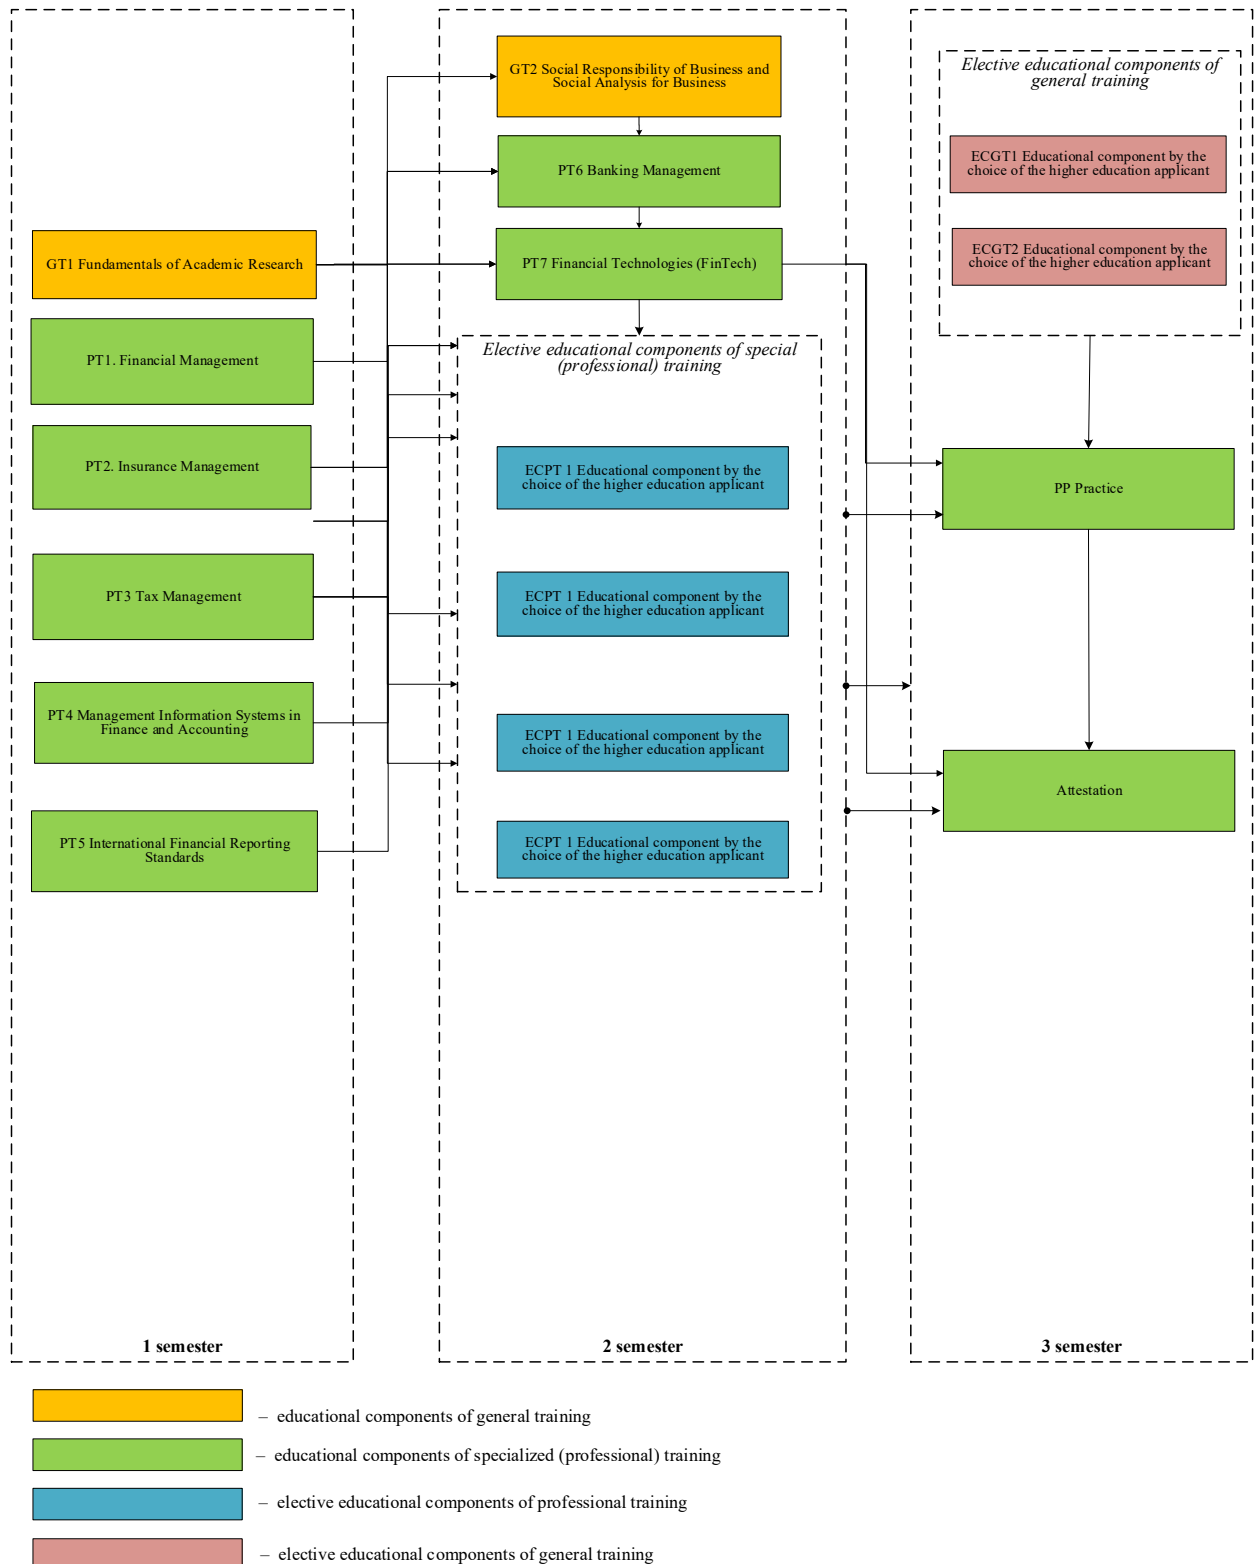 GT1 Fundamentals of Academic Research
PT1. Financial Management
PT2. Insurance Management
PT3 Tax Management
PT4 Management Information Systems in
Finance and Accounting
PT5 International Financial Reporting
Standards
1 semester
GT2 Social Responsibility of Business and
Social Analysis for Business
PT6 Banking Management
PT7 Financial Technologies (FinTech)
Elective educational components of special
(professional) training
ECPT 1 Educational component by the
choice of the higher education applicant
ECPT 1 Educational component by the
choice of the higher education applicant
ECPT 1 Educational component by the
choice of the higher education applicant
ECPT 1 Educational component by the
choice of the higher education applicant
2 semester
Elective educational components of
general training
ECGT1 Educational component by the
choice of the higher education applicant
ECGT2 Educational component by the
choice of the higher education applicant
PP Practice
Attestation
3 semester
– educational components of general training
– educational components of specialized (professional) training
– elective educational components of professional training
– elective educational components of general training